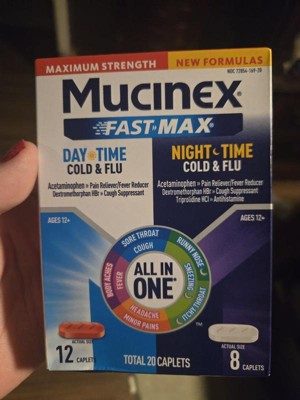 MAXIMUM STRENGTH NEW FORMULAS
Mucinex®
FAST-MAX®
DAY TIME
COLD & FLU
Acetaminophen • Pain Reliever/Fever Reducer
Dextromethorphan HBr • Cough Suppressant
NIGHT TIME
COLD & FLU
Acetaminophen • Pain Reliever/Fever Reducer
Dextromethorphan HBr • Cough Suppressant
Triprolidine HCl • Antihistamine
AGES 12+
AGES 12+
SORE THROAT
COUGH
RUNNY NOSE
SNEEZING
ITCHY THROAT
HEADACHE
MINOR PAINS
BODY ACHES
FEVER
ALL IN
ONE
™
ACTUAL SIZE
12 CAPLETS
TOTAL 20 CAPLETS
ACTUAL SIZE
8 CAPLETS